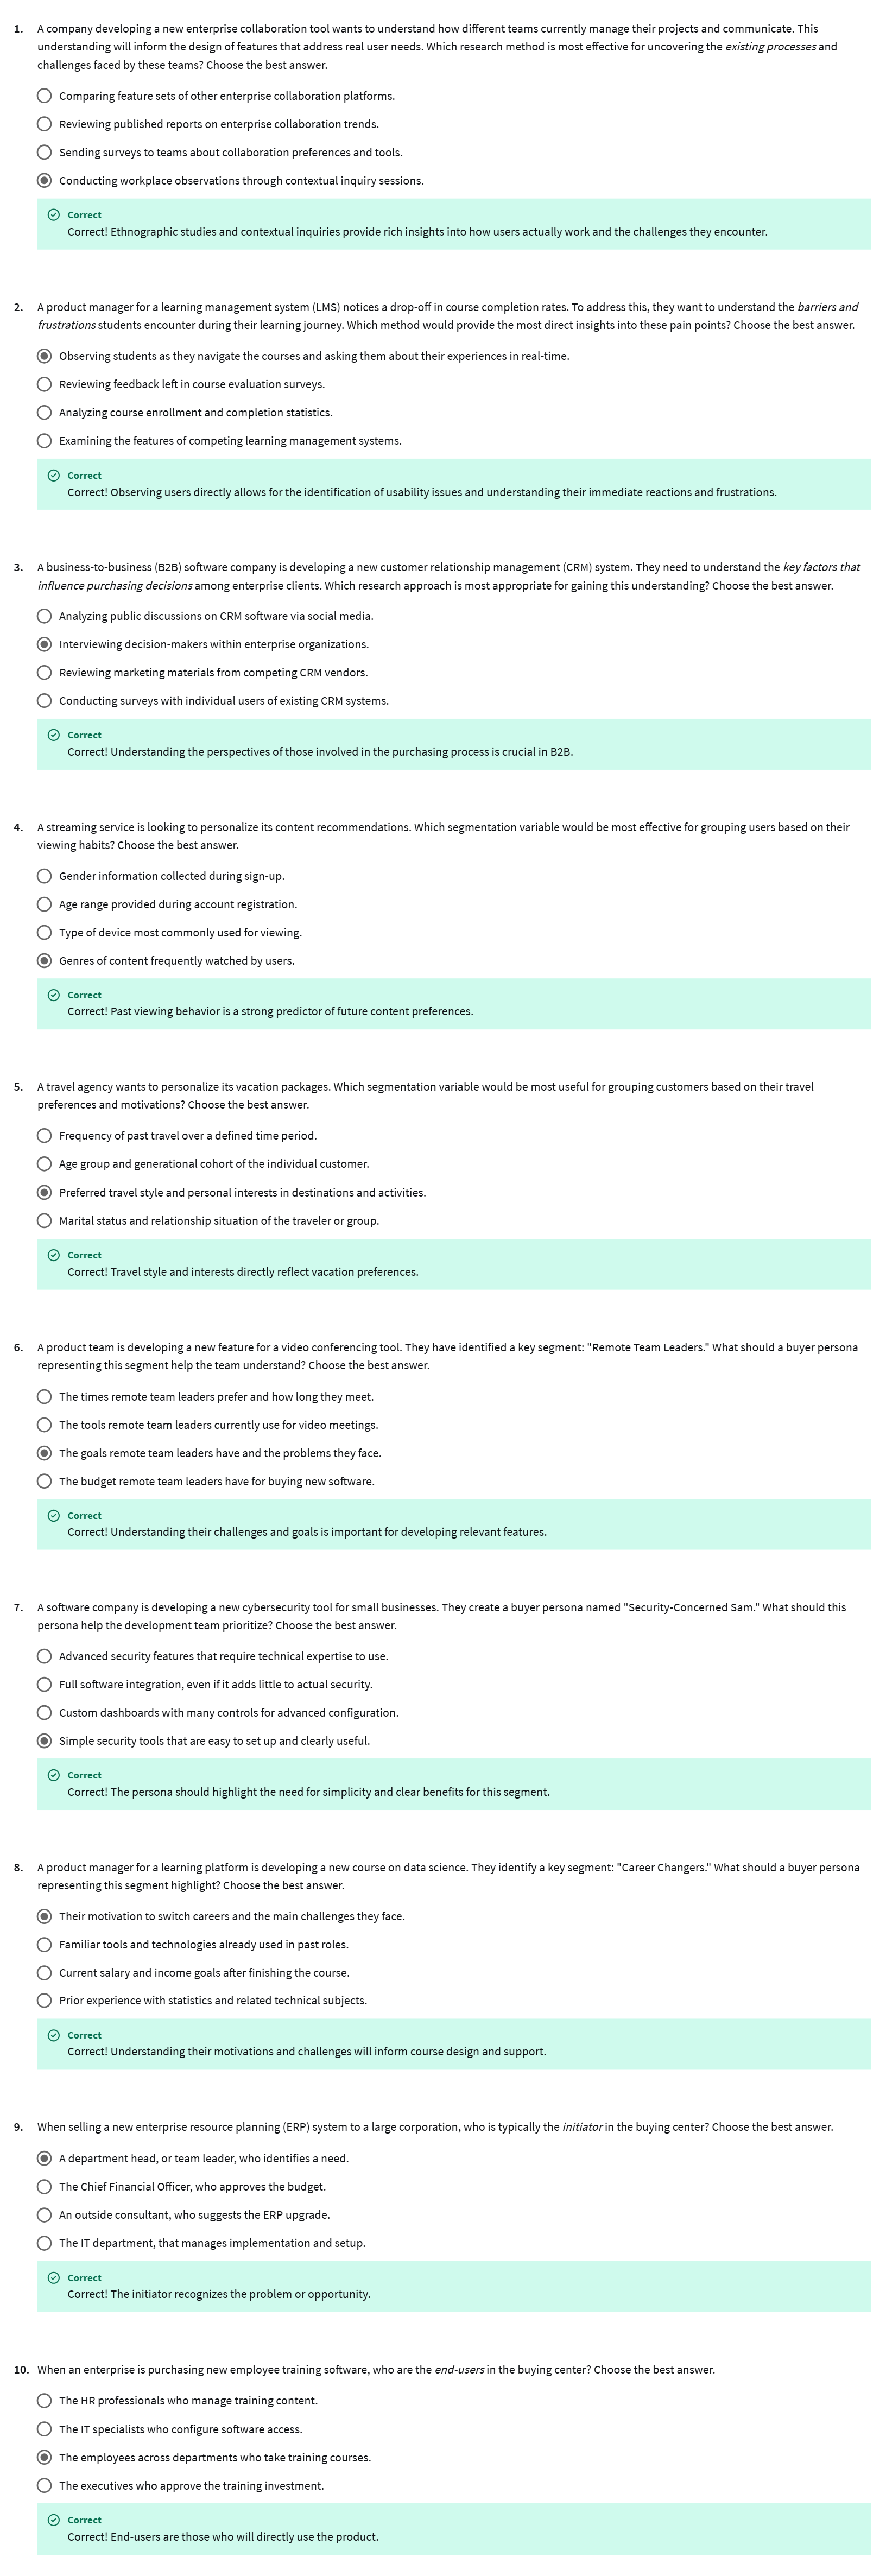 1. A company developing a new enterprise collaboration tool wants to understand how different teams currently manage their projects and communicate. This
understanding will inform the design of features that address real user needs. Which research method is most effective for uncovering the existing processes and
challenges faced by these teams? Choose the best answer.
Comparing feature sets of other enterprise collaboration platforms.
Reviewing published reports on enterprise collaboration trends.
Sending surveys to teams about collaboration preferences and tools.
Conducting workplace observations through contextual inquiry sessions.
Correct
Correct! Ethnographic studies and contextual inquiries provide rich insights into how users actually work and the challenges they encounter.
2. A product manager for a learning management system (LMS) notices a drop-off in course completion rates. To address this, they want to understand the barriers and
frustrations students encounter during their learning journey. Which method would provide the most direct insights into these pain points? Choose the best answer.
Observing students as they navigate the courses and asking them about their experiences in real-time.
Reviewing feedback left in course evaluation surveys.
Analyzing course enrollment and completion statistics.
Examining the features of competing learning management systems.
Correct
Correct! Observing users directly allows for the identification of usability issues and understanding their immediate reactions and frustrations.
3. A business-to-business (B2B) software company is developing a new customer relationship management (CRM) system. They need to understand the key factors that
influence purchasing decisions among enterprise clients. Which research approach is most appropriate for gaining this understanding? Choose the best answer.
Analyzing public discussions on CRM software via social media.
Interviewing decision-makers within enterprise organizations.
Reviewing marketing materials from competing CRM vendors.
Conducting surveys with individual users of existing CRM systems.
Correct
Correct! Understanding the perspectives of those involved in the purchasing process is crucial in B2B.
4. A streaming service is looking to personalize its content recommendations. Which segmentation variable would be most effective for grouping users based on their
viewing habits? Choose the best answer.
Gender information collected during sign-up.
Age range provided during account registration.
Type of device most commonly used for viewing.
Genres of content frequently watched by users.
Correct
Correct! Past viewing behavior is a strong predictor of future content preferences.
5. A travel agency wants to personalize its vacation packages. Which segmentation variable would be most useful for grouping customers based on their travel
preferences and motivations? Choose the best answer.
Frequency of past travel over a defined time period.
Age group and generational cohort of the individual customer.
Preferred travel style and personal interests in destinations and activities.
Marital status and relationship situation of the traveler or group.
Correct
Correct! Travel style and interests directly reflect vacation preferences.
6. A product team is developing a new feature for a video conferencing tool. They have identified a key segment: "Remote Team Leaders." What should a buyer persona
representing this segment help the team understand? Choose the best answer.
The times remote team leaders prefer and how long they meet.
The tools remote team leaders currently use for video meetings.
The goals remote team leaders have and the problems they face.
The budget remote team leaders have for buying new software.
Correct
Correct! Understanding their challenges and goals is important for developing relevant features.
7. A software company is developing a new cybersecurity tool for small businesses. They create a buyer persona named "Security-Concerned Sam." What should this
persona help the development team prioritize? Choose the best answer.
Advanced security features that require technical expertise to use.
Full software integration, even if it adds little to actual security.
Custom dashboards with many controls for advanced configuration.
Simple security tools that are easy to set up and clearly useful.
Correct
Correct! The persona should highlight the need for simplicity and clear benefits for this segment.
8. A product manager for a learning platform is developing a new course on data science. They identify a key segment: "Career Changers." What should a buyer persona
representing this segment highlight? Choose the best answer.
Their motivation to switch careers and the main challenges they face.
Familiar tools and technologies already used in past roles.
Current salary and income goals after finishing the course.
Prior experience with statistics and related technical subjects.
Correct
Correct! Understanding their motivations and challenges will inform course design and support.
9. When selling a new enterprise resource planning (ERP) system to a large corporation, who is typically the initiator in the buying center? Choose the best answer.
A department head, or team leader, who identifies a need.
The Chief Financial Officer, who approves the budget.
An outside consultant, who suggests the ERP upgrade.
The IT department, that manages implementation and setup.
Correct
Correct! The initiator recognizes the problem or opportunity.
10. When an enterprise is purchasing new employee training software, who are the end-users in the buying center? Choose the best answer.
The HR professionals who manage training content.
The IT specialists who configure software access.
The employees across departments who take training courses.
The executives who approve the training investment.
Correct
Correct! End-users are those who will directly use the product.